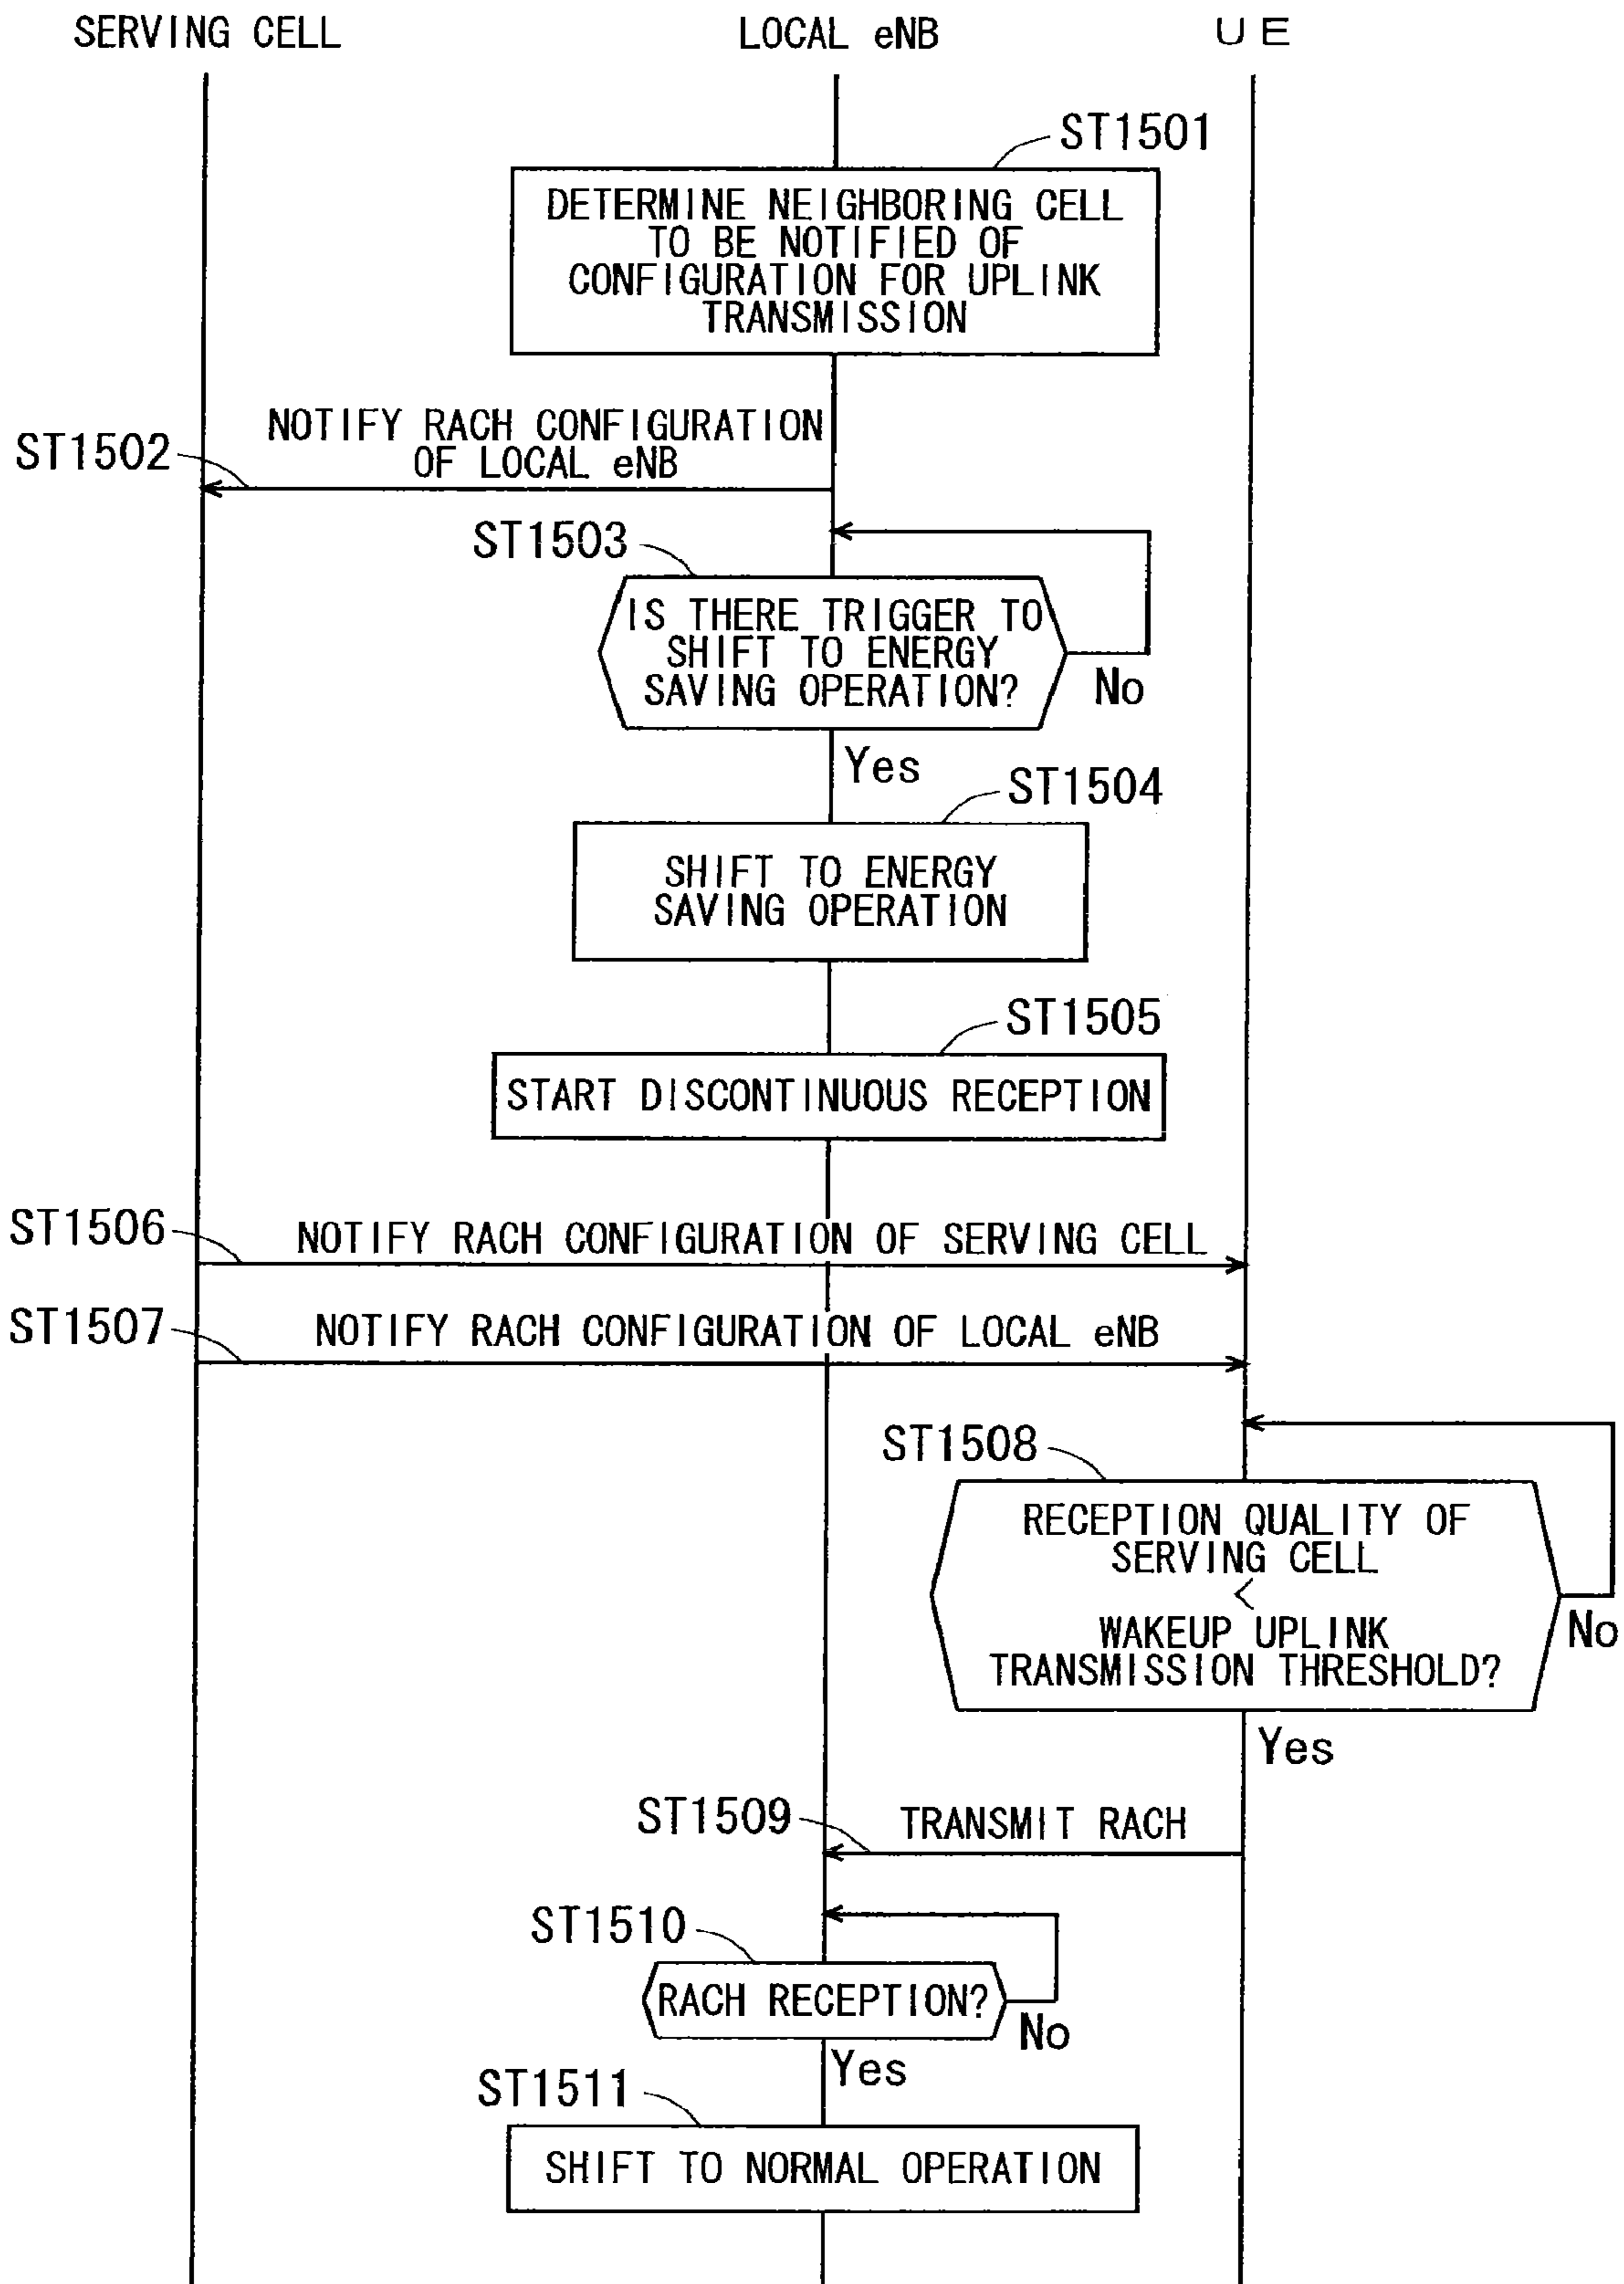 SERVING CELL
LOCAL eNB
UE
ST1501
DETERMINE NEIGHBORING CELL
TO BE NOTIFIED OF
CONFIGURATION FOR UPLINK
TRANSMISSION
NOTIFY RACH CONFIGURATION
OF LOCAL eNB
ST1502
ST1503
IS THERE TRIGGER TO
SHIFT TO ENERGY
SAVING OPERATION?
No
Yes
ST1504
SHIFT TO ENERGY
SAVING OPERATION
ST1505
START DISCONTINUOUS RECEPTION
ST1506
NOTIFY RACH CONFIGURATION OF SERVING CELL
ST1507
NOTIFY RACH CONFIGURATION OF LOCAL eNB
ST1508
RECEPTION QUALITY OF
SERVING CELL
<
WAKEUP UPLINK
TRANSMISSION THRESHOLD?
No
Yes
ST1509
TRANSMIT RACH
ST1510
RACH RECEPTION?
No
Yes
ST1511
SHIFT TO NORMAL OPERATION